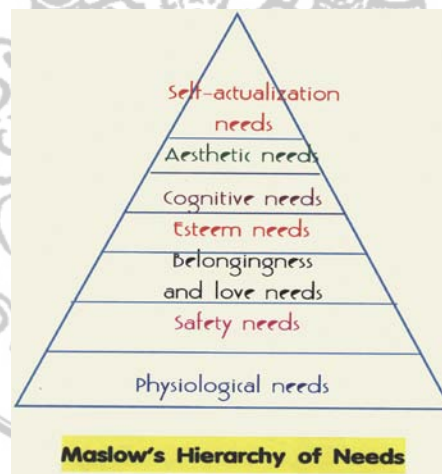 Self-actualization
needs
Aesthetic needs
Cognitive needs
Esteem needs
Belongingness
and love needs
Safety needs
Physiological needs
Maslow's Hierarchy of Needs